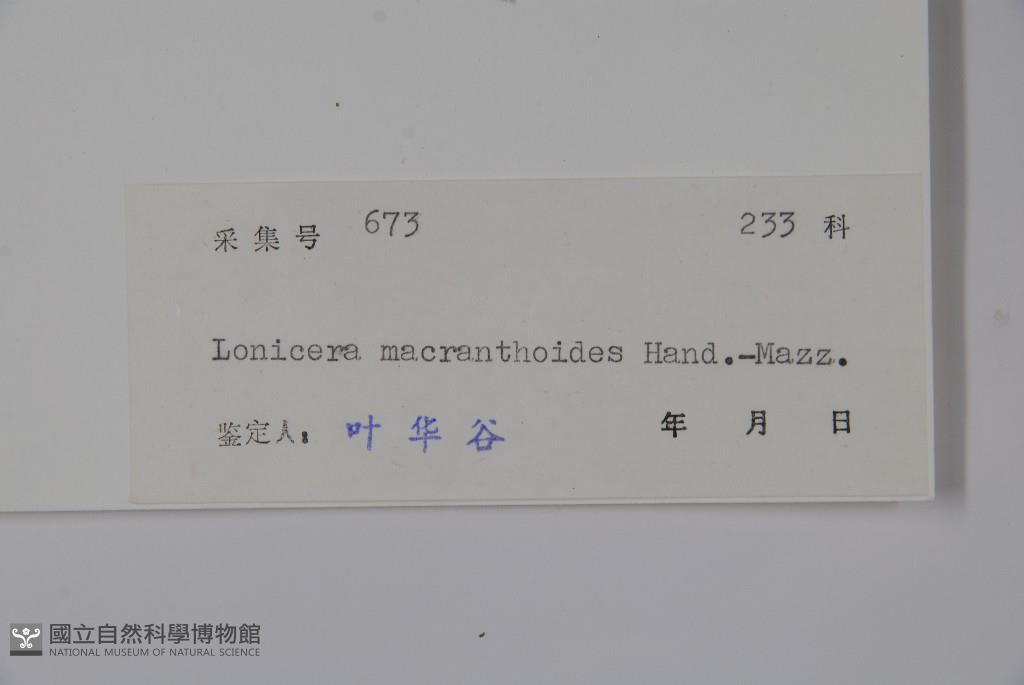 采集号 673 233 科
Lonicera macranthoides Hand.-Mazz.
鉴定人: 叶华谷 年 月 日
國立自然科學博物館
NATIONAL MUSEUM OF NATURAL SCIENCE